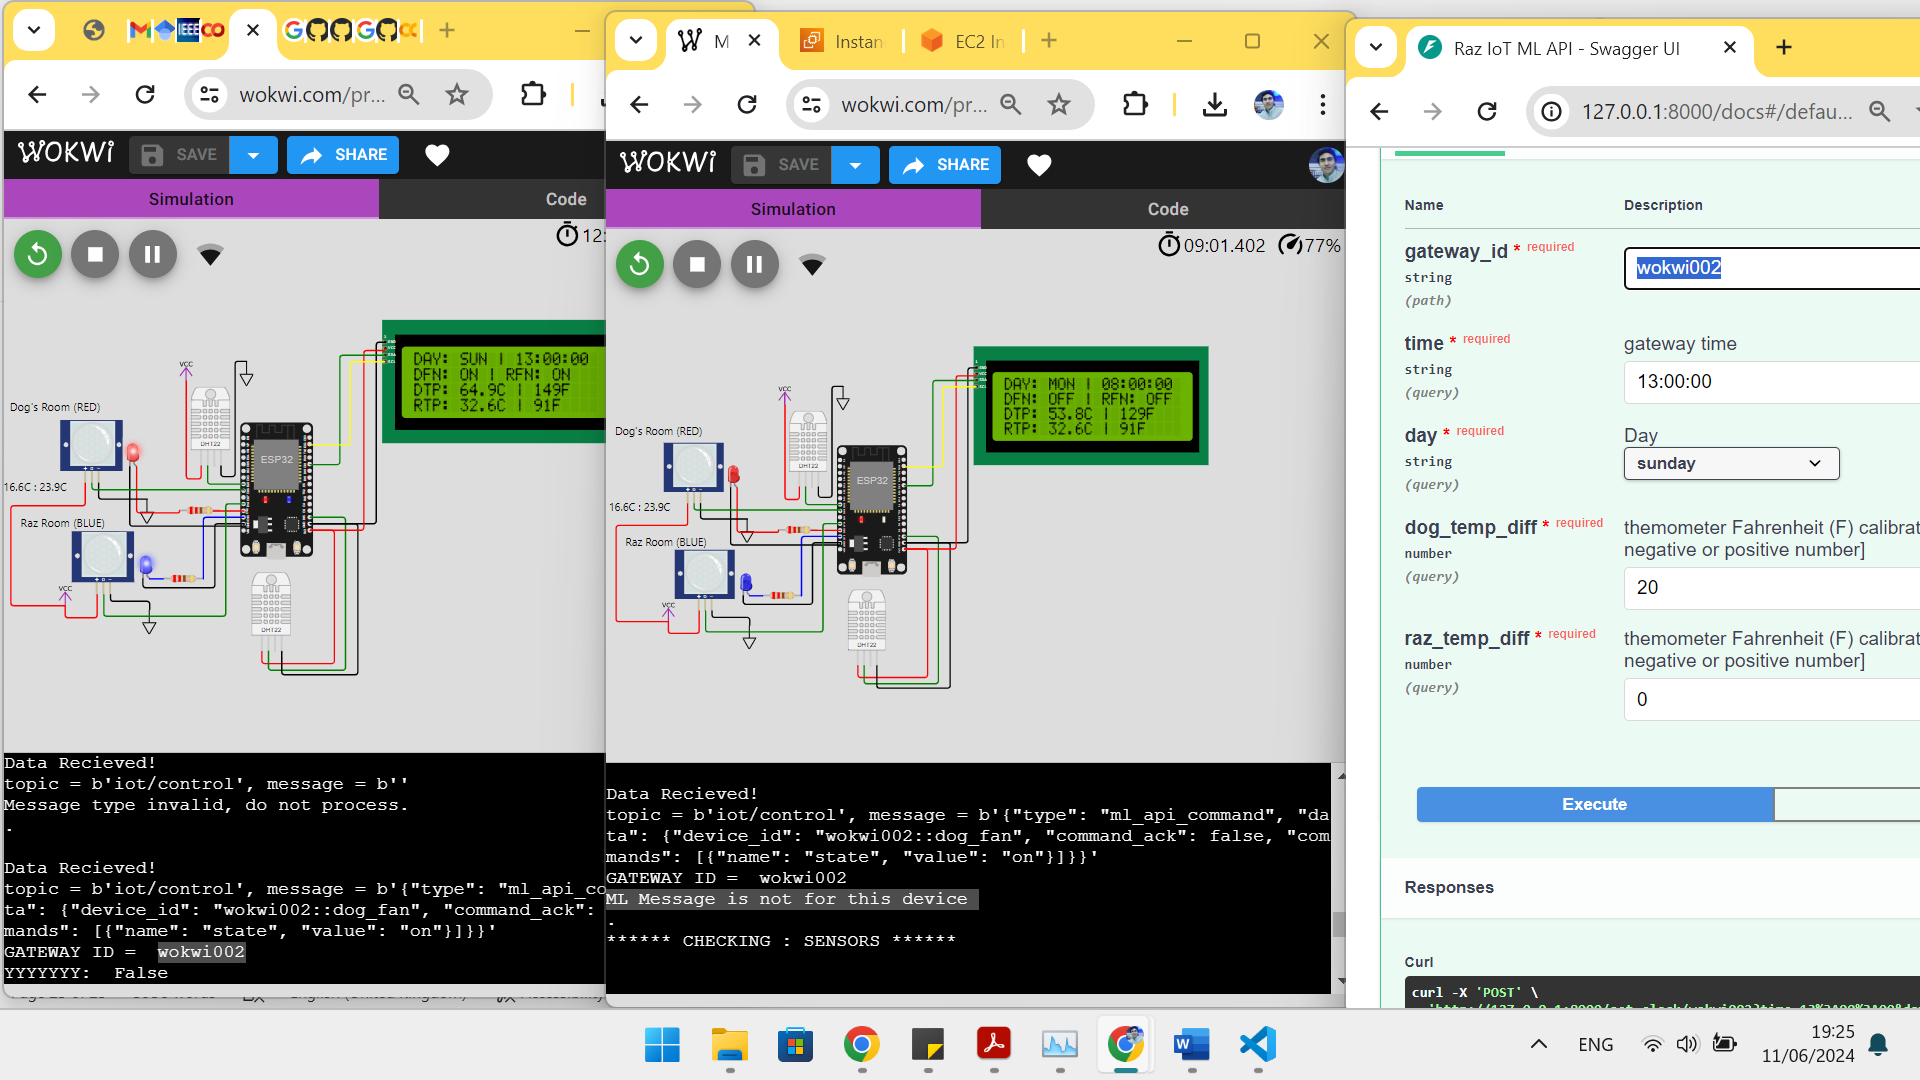 WOKWi
SAVE
SHARE
Simulation
Code
12:
VCC
Dog's Room (RED)
DHT22
ESP32
16.6C : 23.9C
Raz Room (BLUE)
VCC
DHT22
DAY: SUN | 13:00:00
DFN: ON | RFN: ON
DTP: 64.9C | 149F
RTP: 32.6C | 91F
Data Recieved!
topic = b'iot/control', message = b''
Message type invalid, do not process.
.
Data Recieved!
topic = b'iot/control', message = b'{"type": "ml_api_co
ta": {"device_id": "wokwi002::dog_fan", "command_ack":
mands": [{"name": "state", "value": "on"}]}}'
GATEWAY ID =  wokwi002
YYYYYYY:  False
M
Instan
EC2 In
wokwi.com/pr...
wokwi.com/pr...
WOKWi
SAVE
SHARE
Simulation
Code
09:01.402
77%
VCC
Dog's Room (RED)
DHT22
ESP32
16.6C : 23.9C
Raz Room (BLUE)
VCC
DHT22
DAY: MON | 08:00:00
DFN: OFF | RFN: OFF
DTP: 53.8C | 129F
RTP: 32.6C | 91F
Data Recieved!
topic = b'iot/control', message = b'{"type": "ml_api_command", "da
ta": {"device_id": "wokwi002::dog_fan", "command_ack": false, "com
mands": [{"name": "state", "value": "on"}]}}'
GATEWAY ID =  wokwi002
ML Message is not for this device
.
****** CHECKING : SENSORS ******
Raz IoT ML API - Swagger UI
127.0.0.1:8000/docs#/defau...
Name
Description
gateway_id * required
string
(path)
wokwi002
time * required
string
(query)
gateway time
13:00:00
day * required
string
(query)
Day
sunday
dog_temp_diff * required
number
(query)
themometer Fahrenheit (F) calibrat
negative or positive number]
20
raz_temp_diff * required
number
(query)
themometer Fahrenheit (F) calibrat
negative or positive number]
0
Execute
Responses
Curl
curl -X 'POST' \
ENG
19:25
11/06/2024